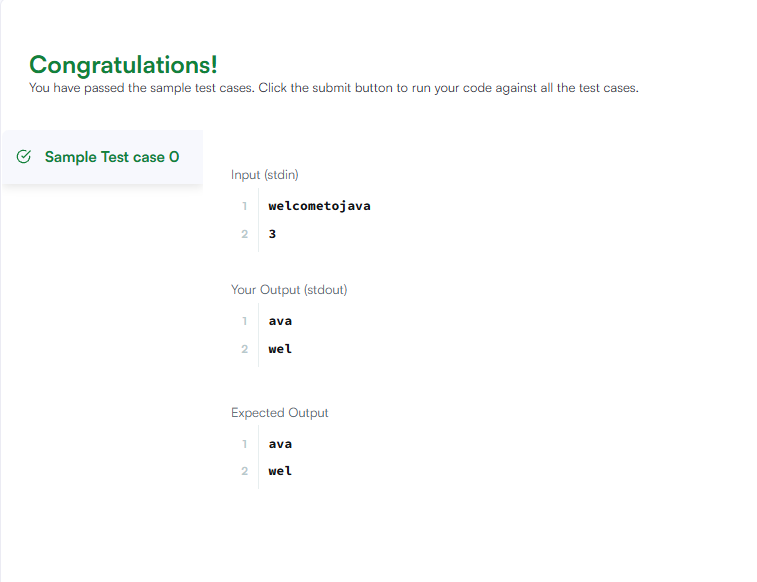 Congratulations!
You have passed the sample test cases. Click the submit button to run your code against all the test cases.
Sample Test case 0
Input (stdin)
1 welcometojava
2 3
Your Output (stdout)
1 ava
2 wel
Expected Output
1 ava
2 wel